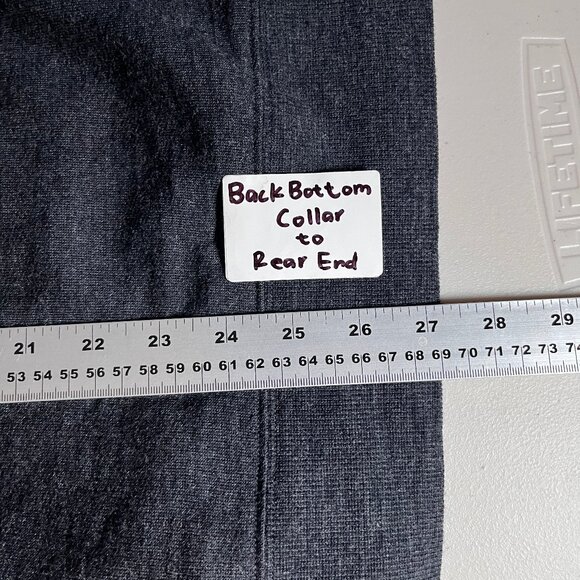 Back Bottom
Collar
to
Rear End
LIFETIME
21 22 23 24 25 26 27 28 29
53 54 55 56 57 58 59 60 61 62 63 64 65 66 67 68 69 70 71 72 73 74